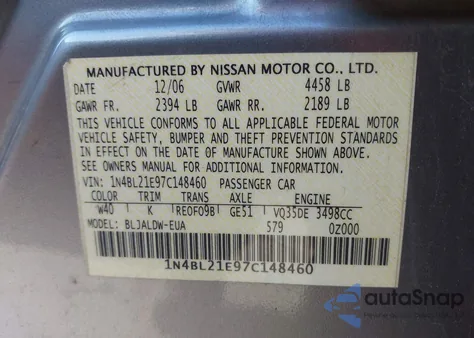 MANUFACTURED BY NISSAN MOTOR CO., LTD.
DATE 12/06 GVWR 4458 LB
GAWR FR. 2394 LB GAWR RR. 2189 LB
THIS VEHICLE CONFORMS TO ALL APPLICABLE FEDERAL MOTOR
VEHICLE SAFETY, BUMPER AND THEFT PREVENTION STANDARDS
IN EFFECT ON THE DATE OF MANUFACTURE SHOWN ABOVE.
SEE OWNERS MANUAL FOR ADDITIONAL INFORMATION.
VIN: 1N4BL21E97C148460 PASSENGER CAR
COLOR TRIM TRANS AXLE ENGINE
W40 K RE0F09B GE51 VQ35DE 3498CC
MODEL: BLJALDW-EUA 579 0Z000
1N4BL21E97C148460
autoSnap